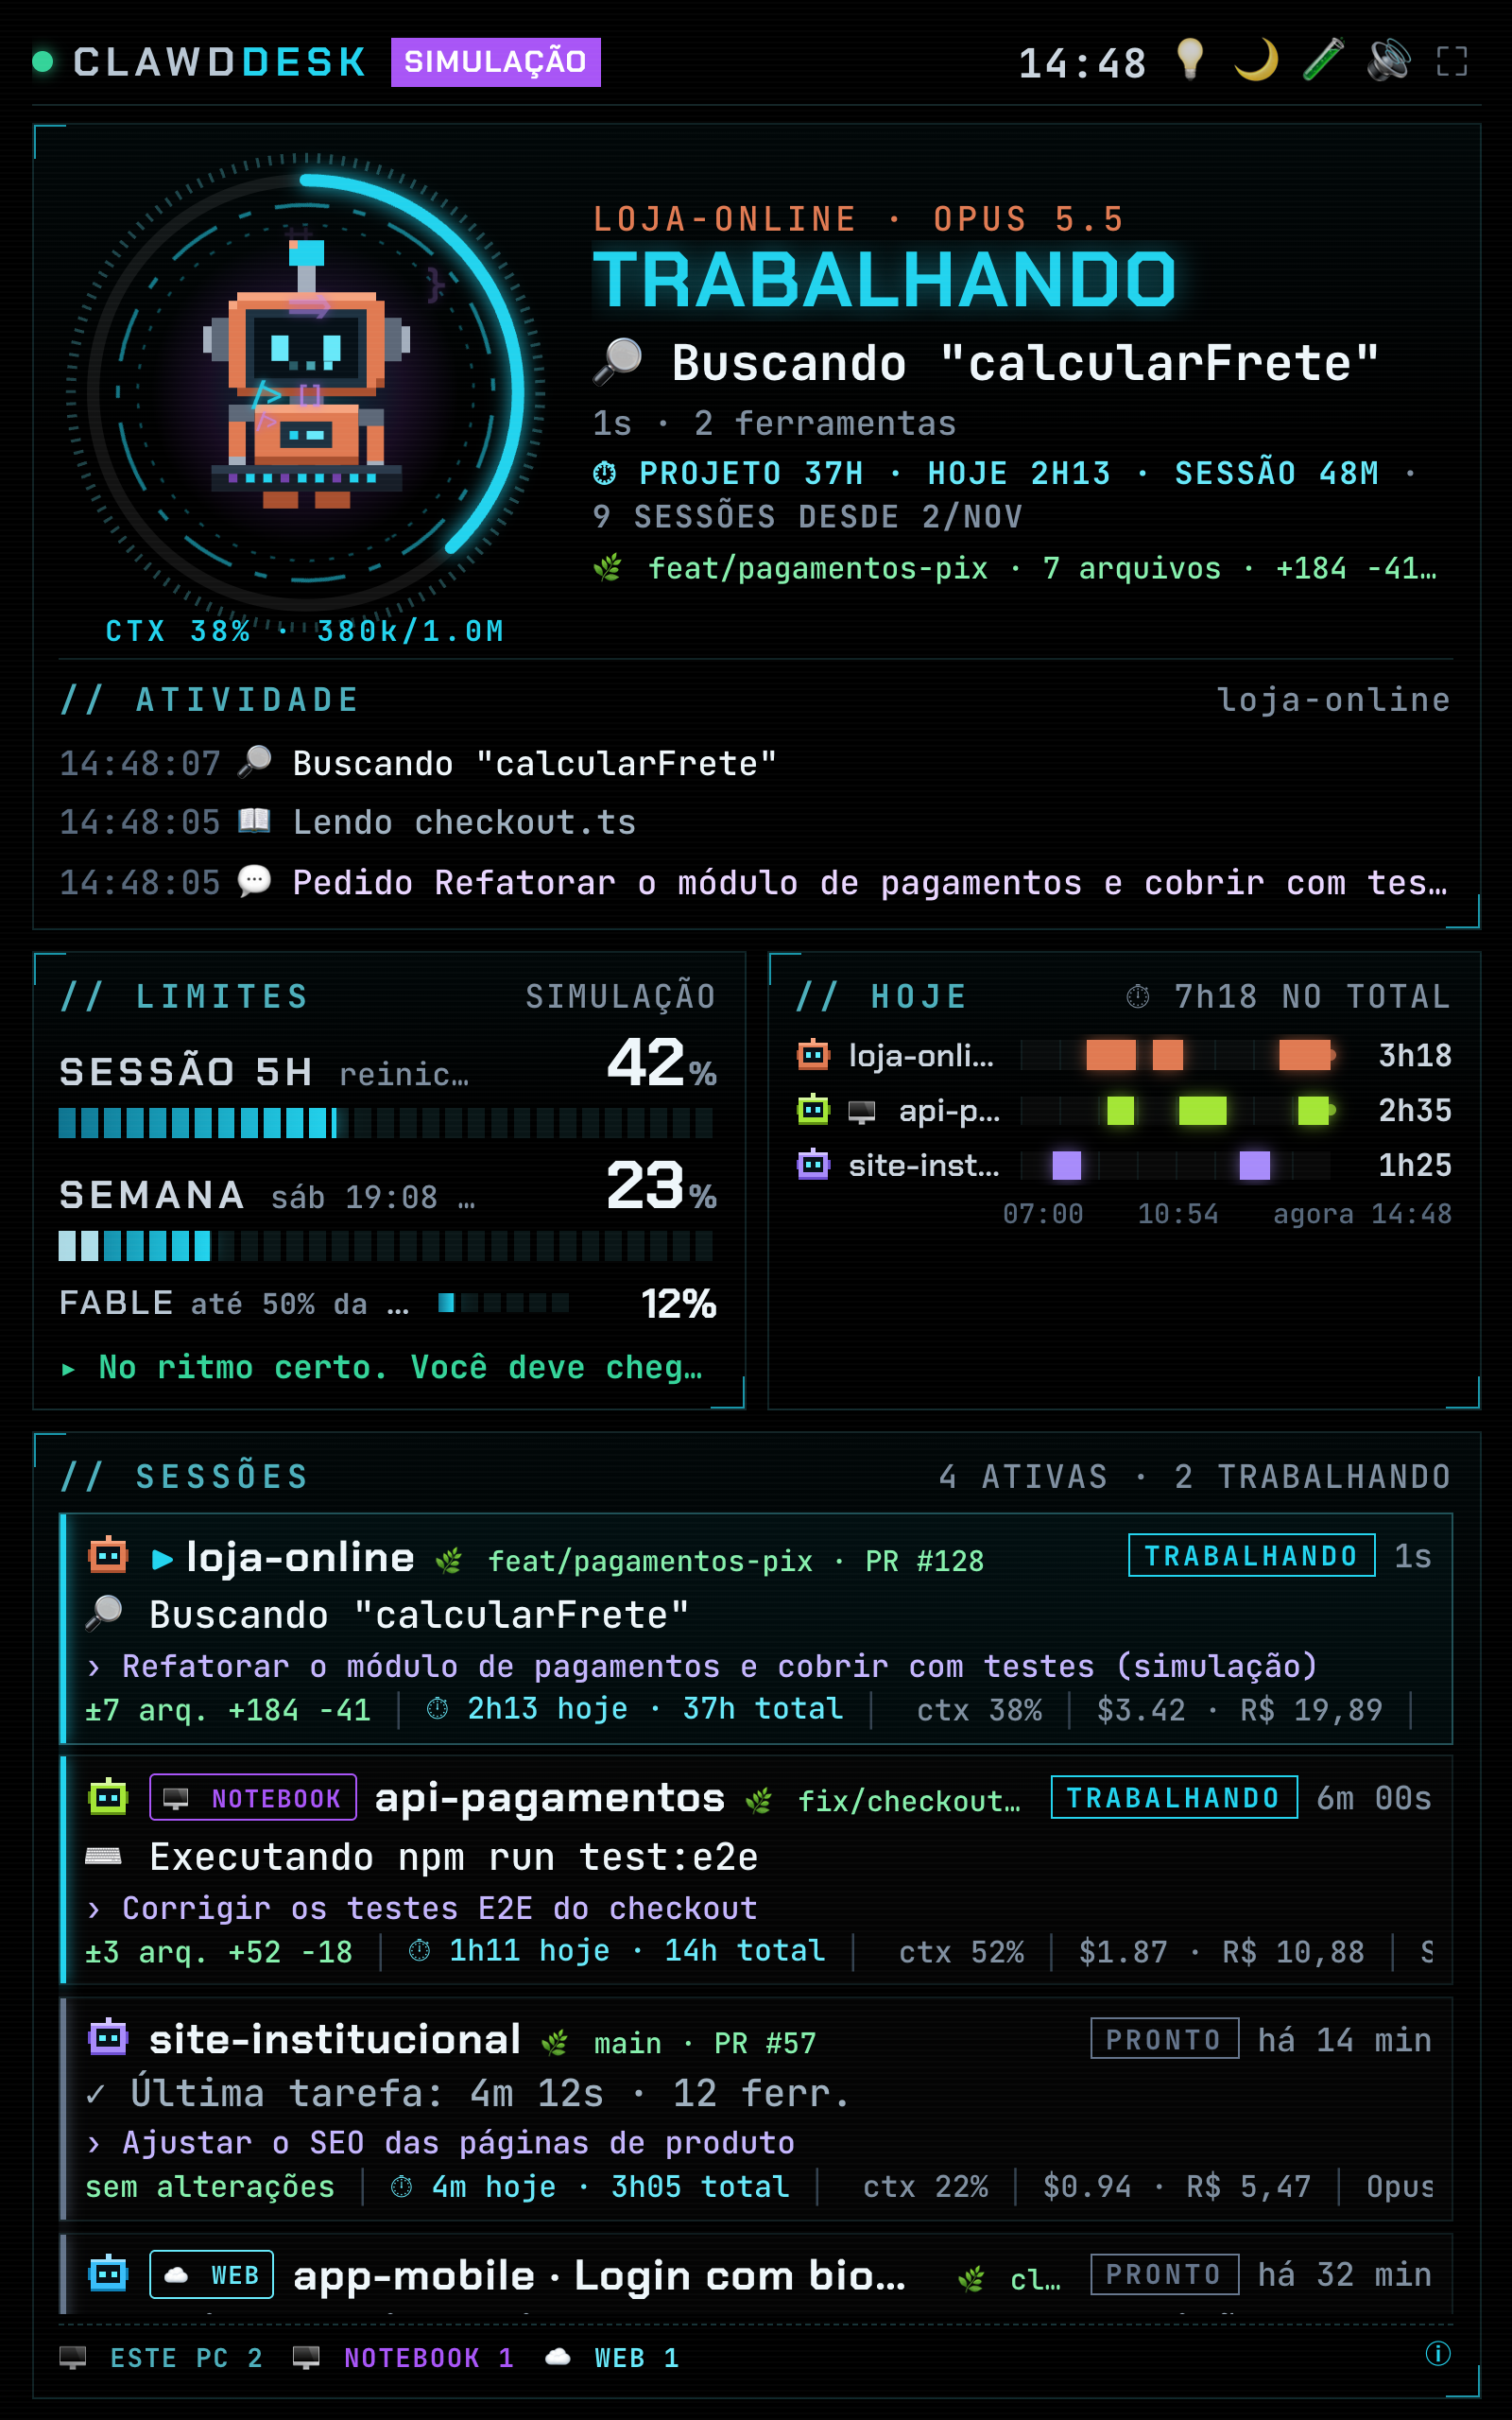 CLAWDDESK SIMULAÇÃO 14:48
LOJA-ONLINE · OPUS 5.5
TRABALHANDO
Buscando "calcularFrete"
1s · 2 ferramentas
⏱ PROJETO 37H · HOJE 2H13 · SESSÃO 48M ·
9 SESSÕES DESDE 2/NOV
feat/pagamentos-pix · 7 arquivos · +184 -41…
CTX 38% · 380k/1.0M
// ATIVIDADE loja-online
14:48:07 Buscando "calcularFrete"
14:48:05 Lendo checkout.ts
14:48:05 Pedido Refatorar o módulo de pagamentos e cobrir com tes…
// LIMITES SIMULAÇÃO
SESSÃO 5H reinic… 42%
SEMANA sáb 19:08 … 23%
FABLE até 50% da … 12%
▸ No ritmo certo. Você deve cheg…
// HOJE ⏱ 7h18 NO TOTAL
loja-onli… 3h18
api-p… 2h35
site-inst… 1h25
07:00 10:54 agora 14:48
// SESSÕES 4 ATIVAS · 2 TRABALHANDO
▶ loja-online feat/pagamentos-pix · PR #128 TRABALHANDO 1s
Buscando "calcularFrete"
› Refatorar o módulo de pagamentos e cobrir com testes (simulação)
±7 arq. +184 -41 ⏱ 2h13 hoje · 37h total ctx 38% $3.42 · R$ 19,89
NOTEBOOK api-pagamentos fix/checkout… TRABALHANDO 6m 00s
Executando npm run test:e2e
› Corrigir os testes E2E do checkout
±3 arq. +52 -18 ⏱ 1h11 hoje · 14h total ctx 52% $1.87 · R$ 10,88 S
site-institucional main · PR #57 PRONTO há 14 min
✓ Última tarefa: 4m 12s · 12 ferr.
› Ajustar o SEO das páginas de produto
sem alterações ⏱ 4m hoje · 3h05 total ctx 22% $0.94 · R$ 5,47 Opus
WEB app-mobile · Login com bio… cl… PRONTO há 32 min
ESTE PC 2 NOTEBOOK 1 WEB 1 ⓘ